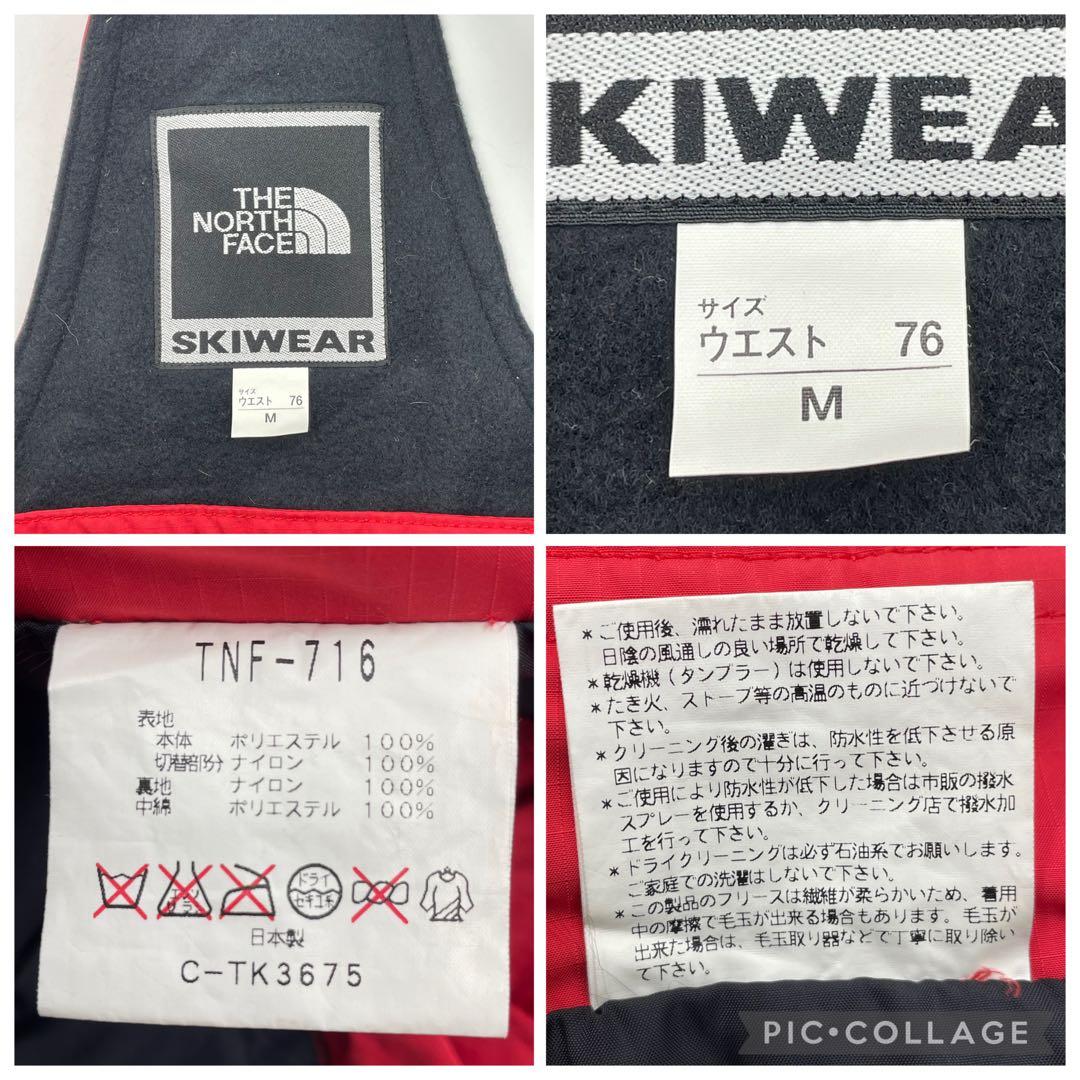 THE
NORTH
FACE
SKIWEAR
サイズ
ウエスト 76
M
KIWEA
サイズ
ウエスト 76
M
TNF-716
表地
本体 ポリエステル 100%
切替部分 ナイロン 100%
裏地 ナイロン 100%
中綿 ポリエステル 100%
エンソ
サラシ
ドライ
セキユ系
日本製
C-TK3675
*ご使用後、濡れたまま放置しないで下さい。
日陰の風通しの良い場所で乾燥して下さい。
*乾燥機(タンブラー)は使用しないで下さい。
*たき火、ストーブ等の高温のものに近づけないで
下さい。
*クリーニング後の濯ぎは、防水性を低下させる原
因になりますので十分に行って下さい。
*ご使用により防水性が低下した場合は市販の撥水
スプレーを使用するか、クリーニング店で撥水加
工を行って下さい。
*ドライクリーニングは必ず石油系でお願いします。
ご家庭での洗濯はしないで下さい。
*この製品のフリースは繊維が柔らかいため、着用
中の摩擦で毛玉が出来る場合もあります。毛玉が
出来た場合は、毛玉取り器などで丁寧に取り除い
て下さい。
PIC•COLLAGE